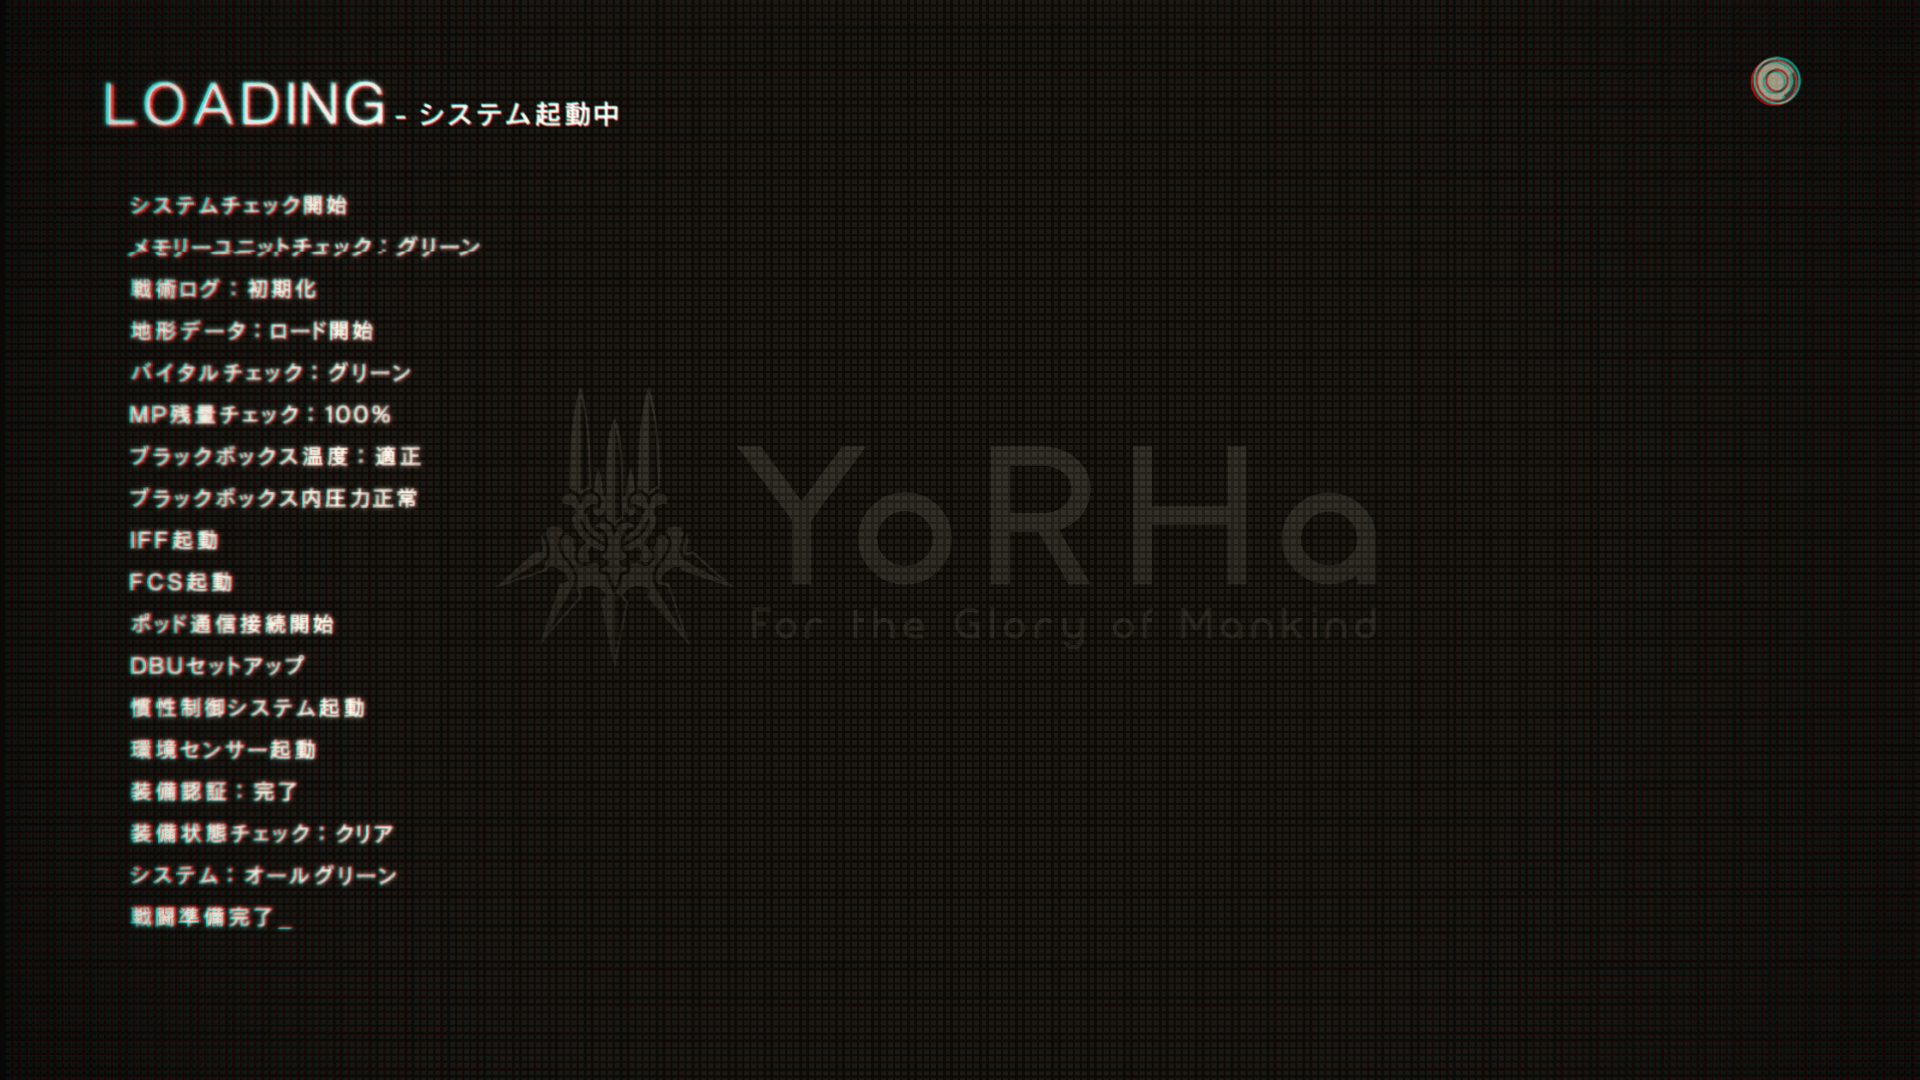 LOADING - システム起動中
システムチェック開始
メモリーユニットチェック：グリーン
戦術ログ：初期化
地形データ：ロード開始
バイタルチェック：グリーン
MP残量チェック：100%
ブラックボックス温度：適正
ブラックボックス内圧力正常
IFF起動
FCS起動
ポッド通信接続開始
DBUセットアップ
慣性制御システム起動
環境センサー起動
装備認証：完了
装備状態チェック：クリア
システム：オールグリーン
戦闘準備完了_
YoRHa
For the Glory of Mankind